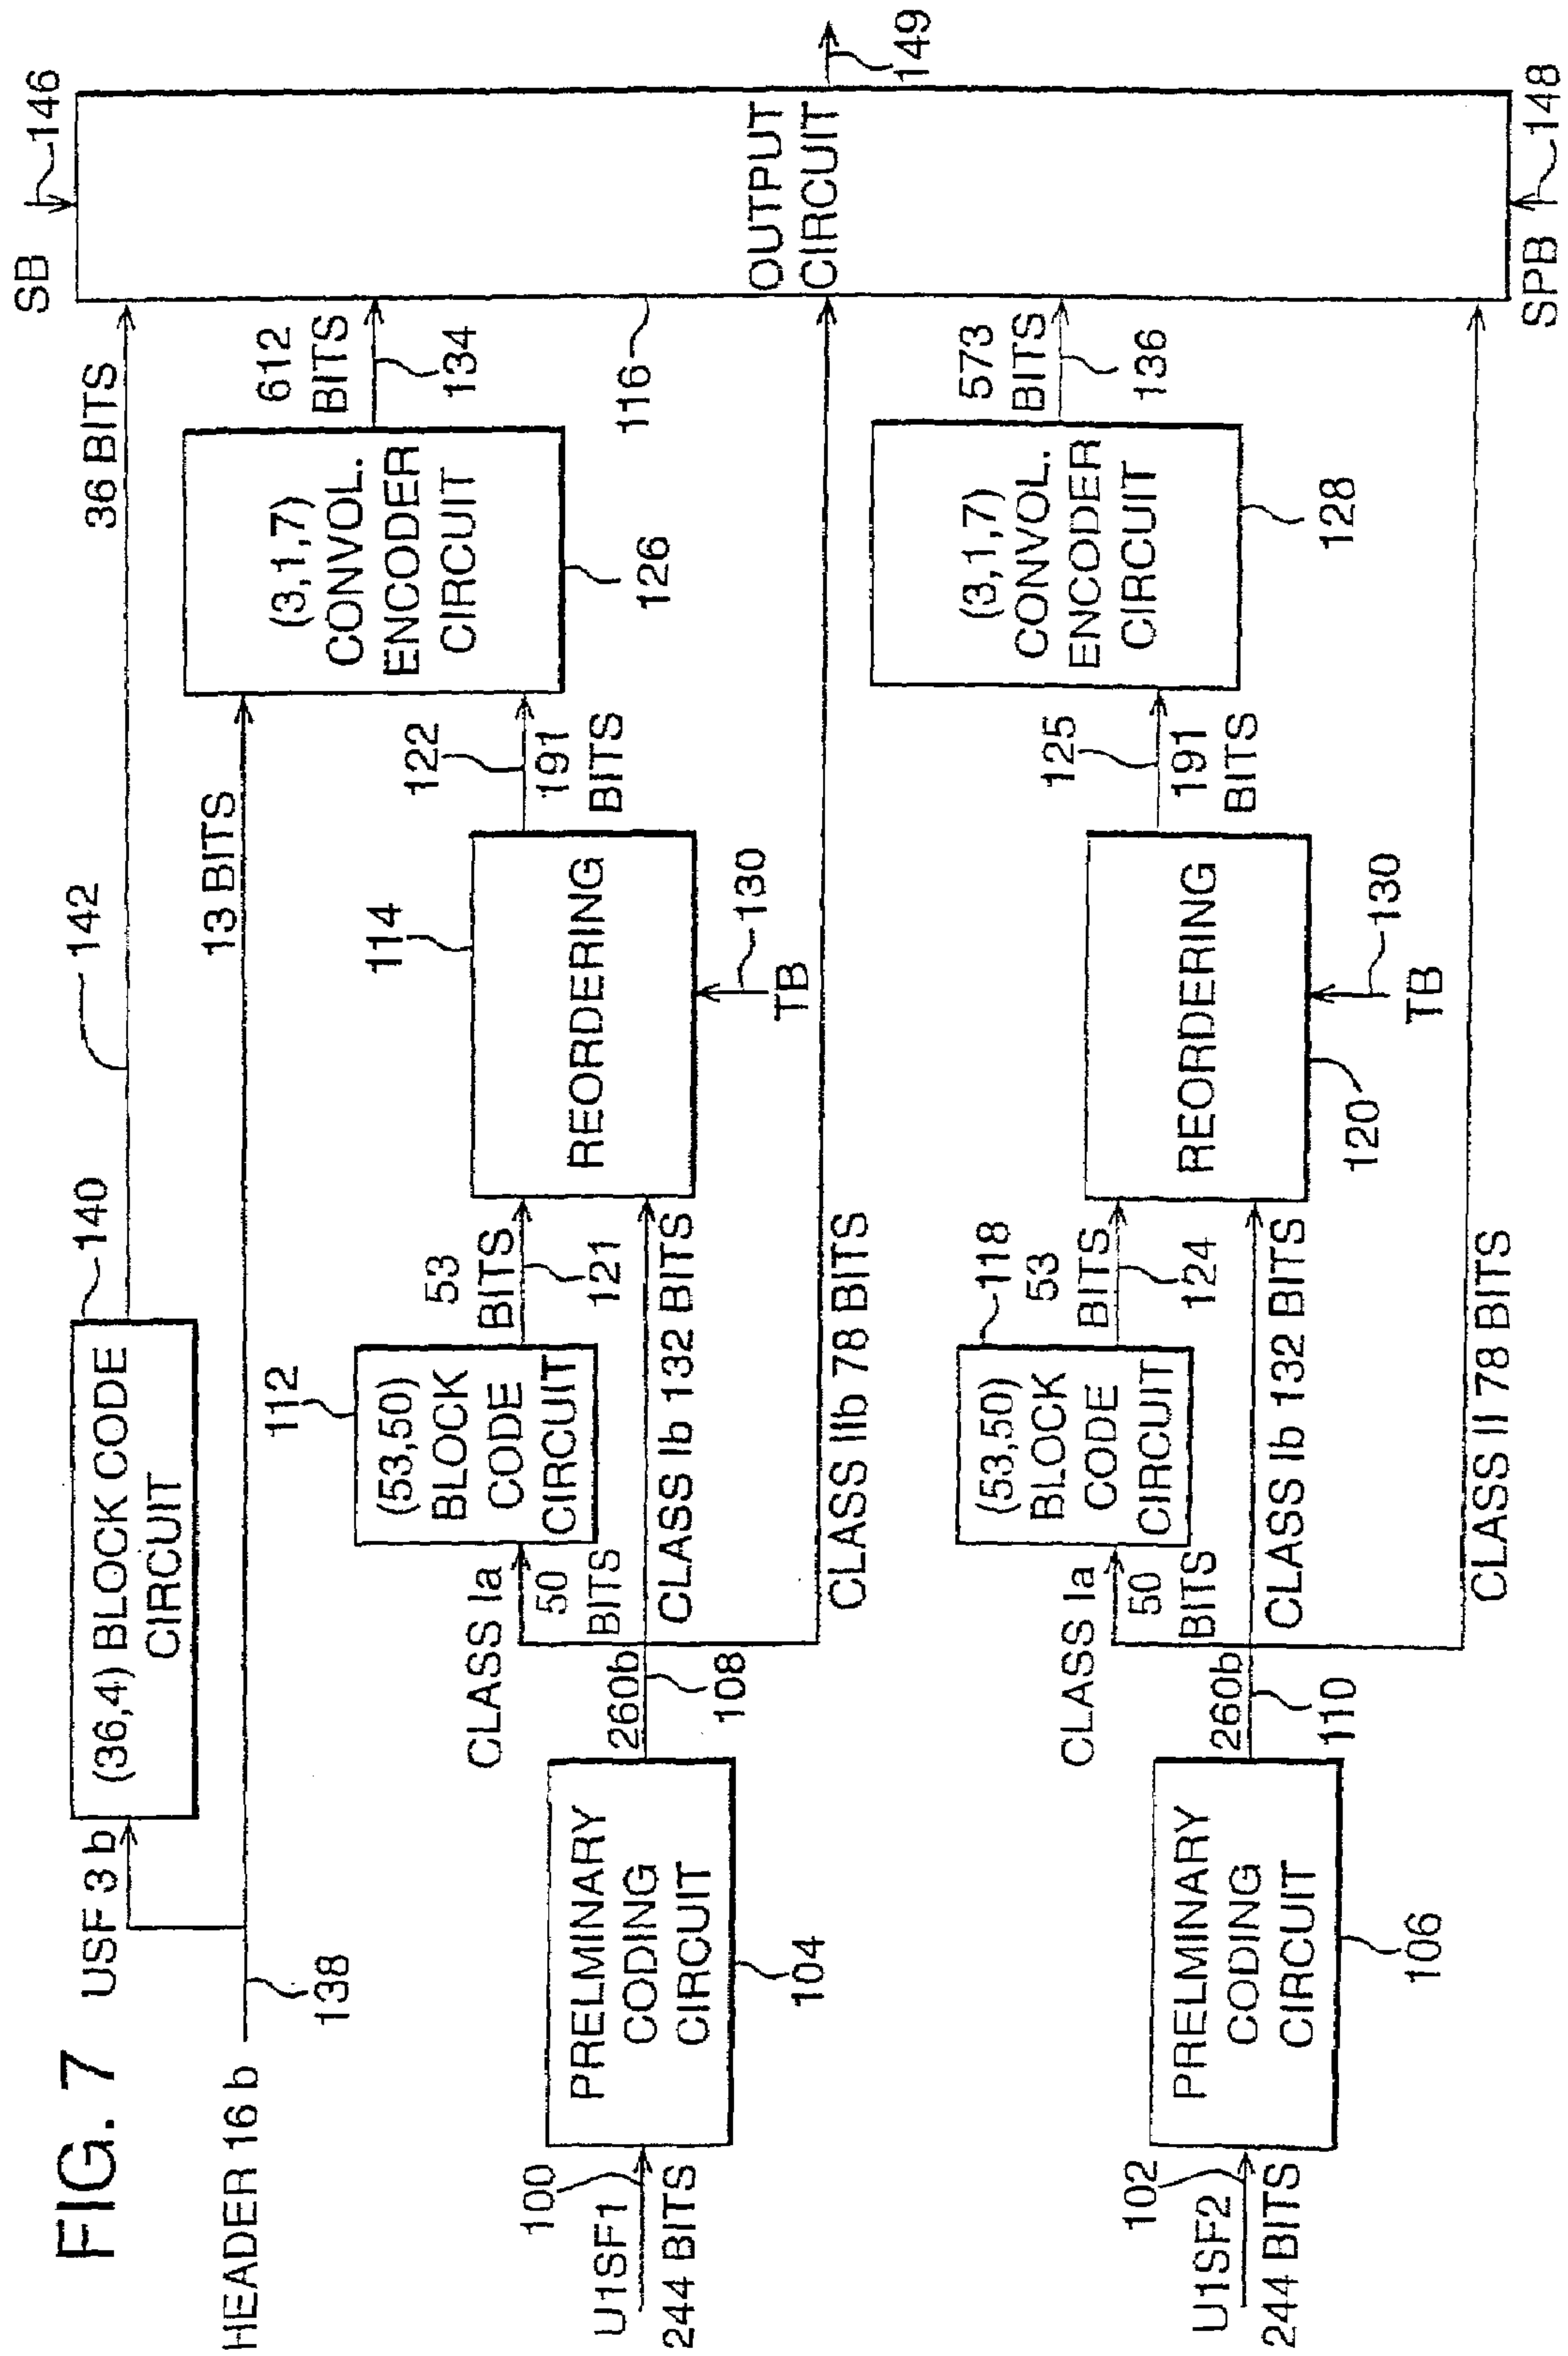 FIG. 7
USF 3 b
(36,4) BLOCK CODE
CIRCUIT
140
142
36 BITS
SB
146
HEADER 16 b
138
13 BITS
(3,1,7)
CONVOL.
ENCODER
CIRCUIT
126
612
BITS
134
U1SF1
100
244 BITS
PRELMINARY
CODING
CIRCUIT
104
260b
108
CLASS Ia
50
BITS
112
(53,50)
BLOCK
CODE
CIRCUIT
53
BITS
121
CLASS Ib 132 BITS
CLASS IIb 78 BITS
114
REORDERING
130
TB
122
191
BITS
116
OUTPUT
CIRCUIT
149
U1SF2
102
244 BITS
PRELMINARY
CODING
CIRCUIT
106
260b
110
CLASS Ia
50
BITS
(53,50)
BLOCK
CODE
CIRCUIT
118
53
BITS
124
CLASS Ib 132 BITS
CLASS II 78 BITS
REORDERING
120
130
TB
125
191
BITS
(3,1,7)
CONVOL.
ENCODER
CIRCUIT
128
573
BITS
136
SPB
148